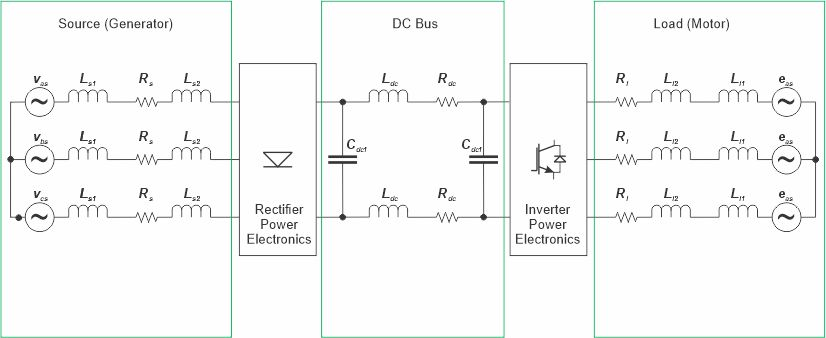 Source (Generator) DC Bus Load (Motor)
vas Ls1 Rs Ls2 Ldc Rdc Rl Ll2 Ll1 eas
vbs Ls1 Rs Ls2 Cdc1 Cdc1 Rl Ll2 Ll1 eas
vcs Ls1 Rs Ls2 Ldc Rdc Rl Ll2 Ll1 eas
Rectifier
Power
Electronics
Inverter
Power
Electronics